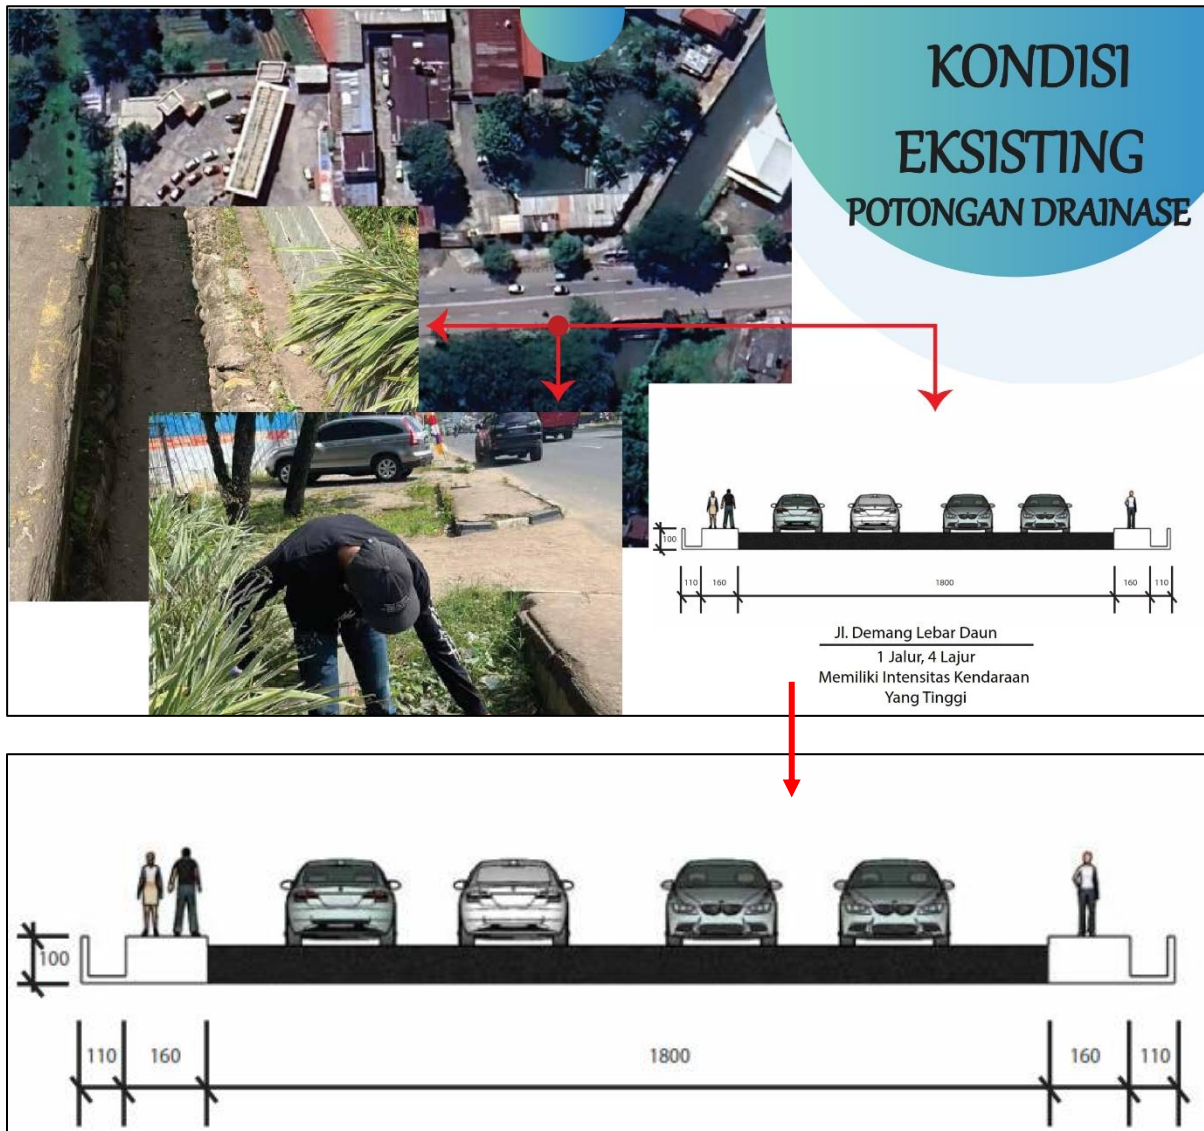 KONDISI
EKSISTING
POTONGAN DRAINASE
100
110 160 1800 160 110
Jl. Demang Lebar Daun
1 Jalur, 4 Lajur
Memiliki Intensitas Kendaraan
Yang Tinggi
100
110 160 1800 160 110